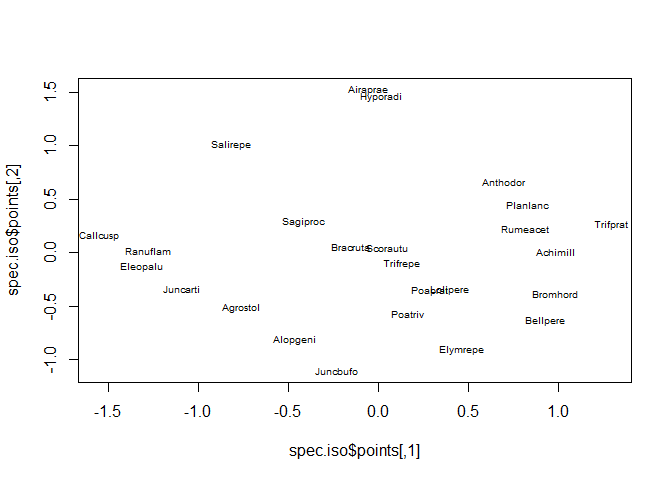 Airaprae
Hyporadi
Salirepe
Anthodor
Planlanc
Sagiproc
Trifprat
Rumeacet
Callcusp
Bracruta
Scorautu
Ranuflam
Achimill
Trifrepe
Eleopalu
Juncarti
Poaprat
Lolipere
Bromhord
Agrostol
Poatriv
Bellpere
Alopgeni
Elymrepe
Juncbufo
1.5
1.0
0.5
0.0
-0.5
-1.0
spec.iso$points[,2]
-1.5 -1.0 -0.5 0.0 0.5 1.0
spec.iso$points[,1]